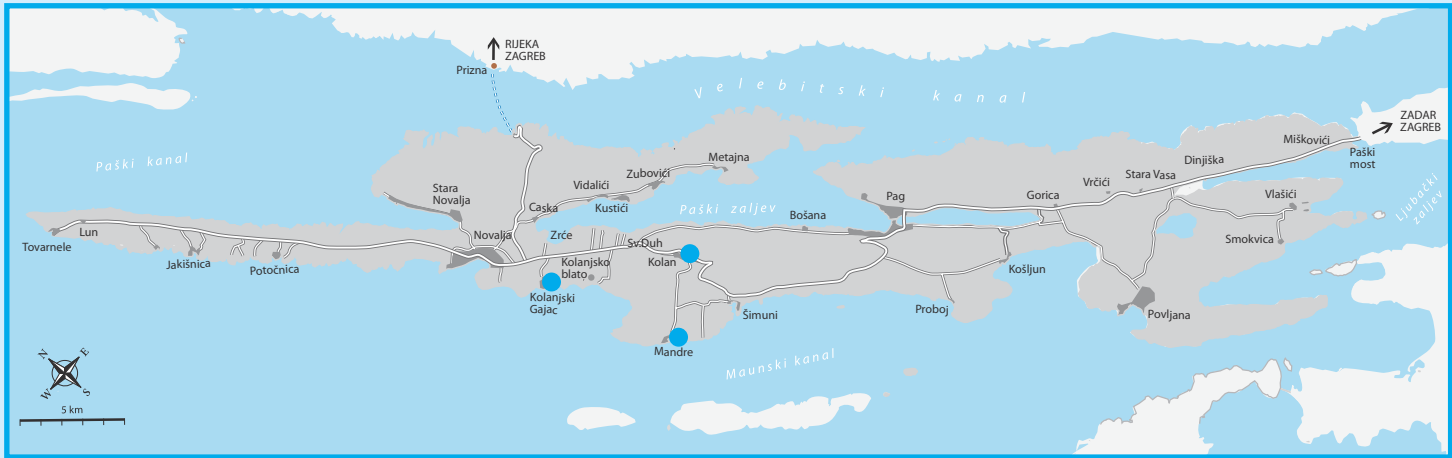 RIJEKA
ZAGREB
Prizna
Velebitski kanal
ZADAR
ZAGREB
Miškovići
Paški
most
Dinjiška
Stara Vasa
Vrčići
Gorica
Vlašići
Smokvica
Ljubački
zaljev
Paški kanal
Metajna
Zubovići
Vidalići
Kustići
Caska
Stara
Novalja
Paški zaljev
Pag
Bošana
Novalja
Zrće
Sv.Duh
Kolan
Kolanjsko
blato
Kolanjski
Gajac
Lun
Tovarnele
Jakišnica
Potočnica
Košljun
Proboj
Povljana
Šimuni
Mandre
Maunski kanal
N
E
W
S
5 km